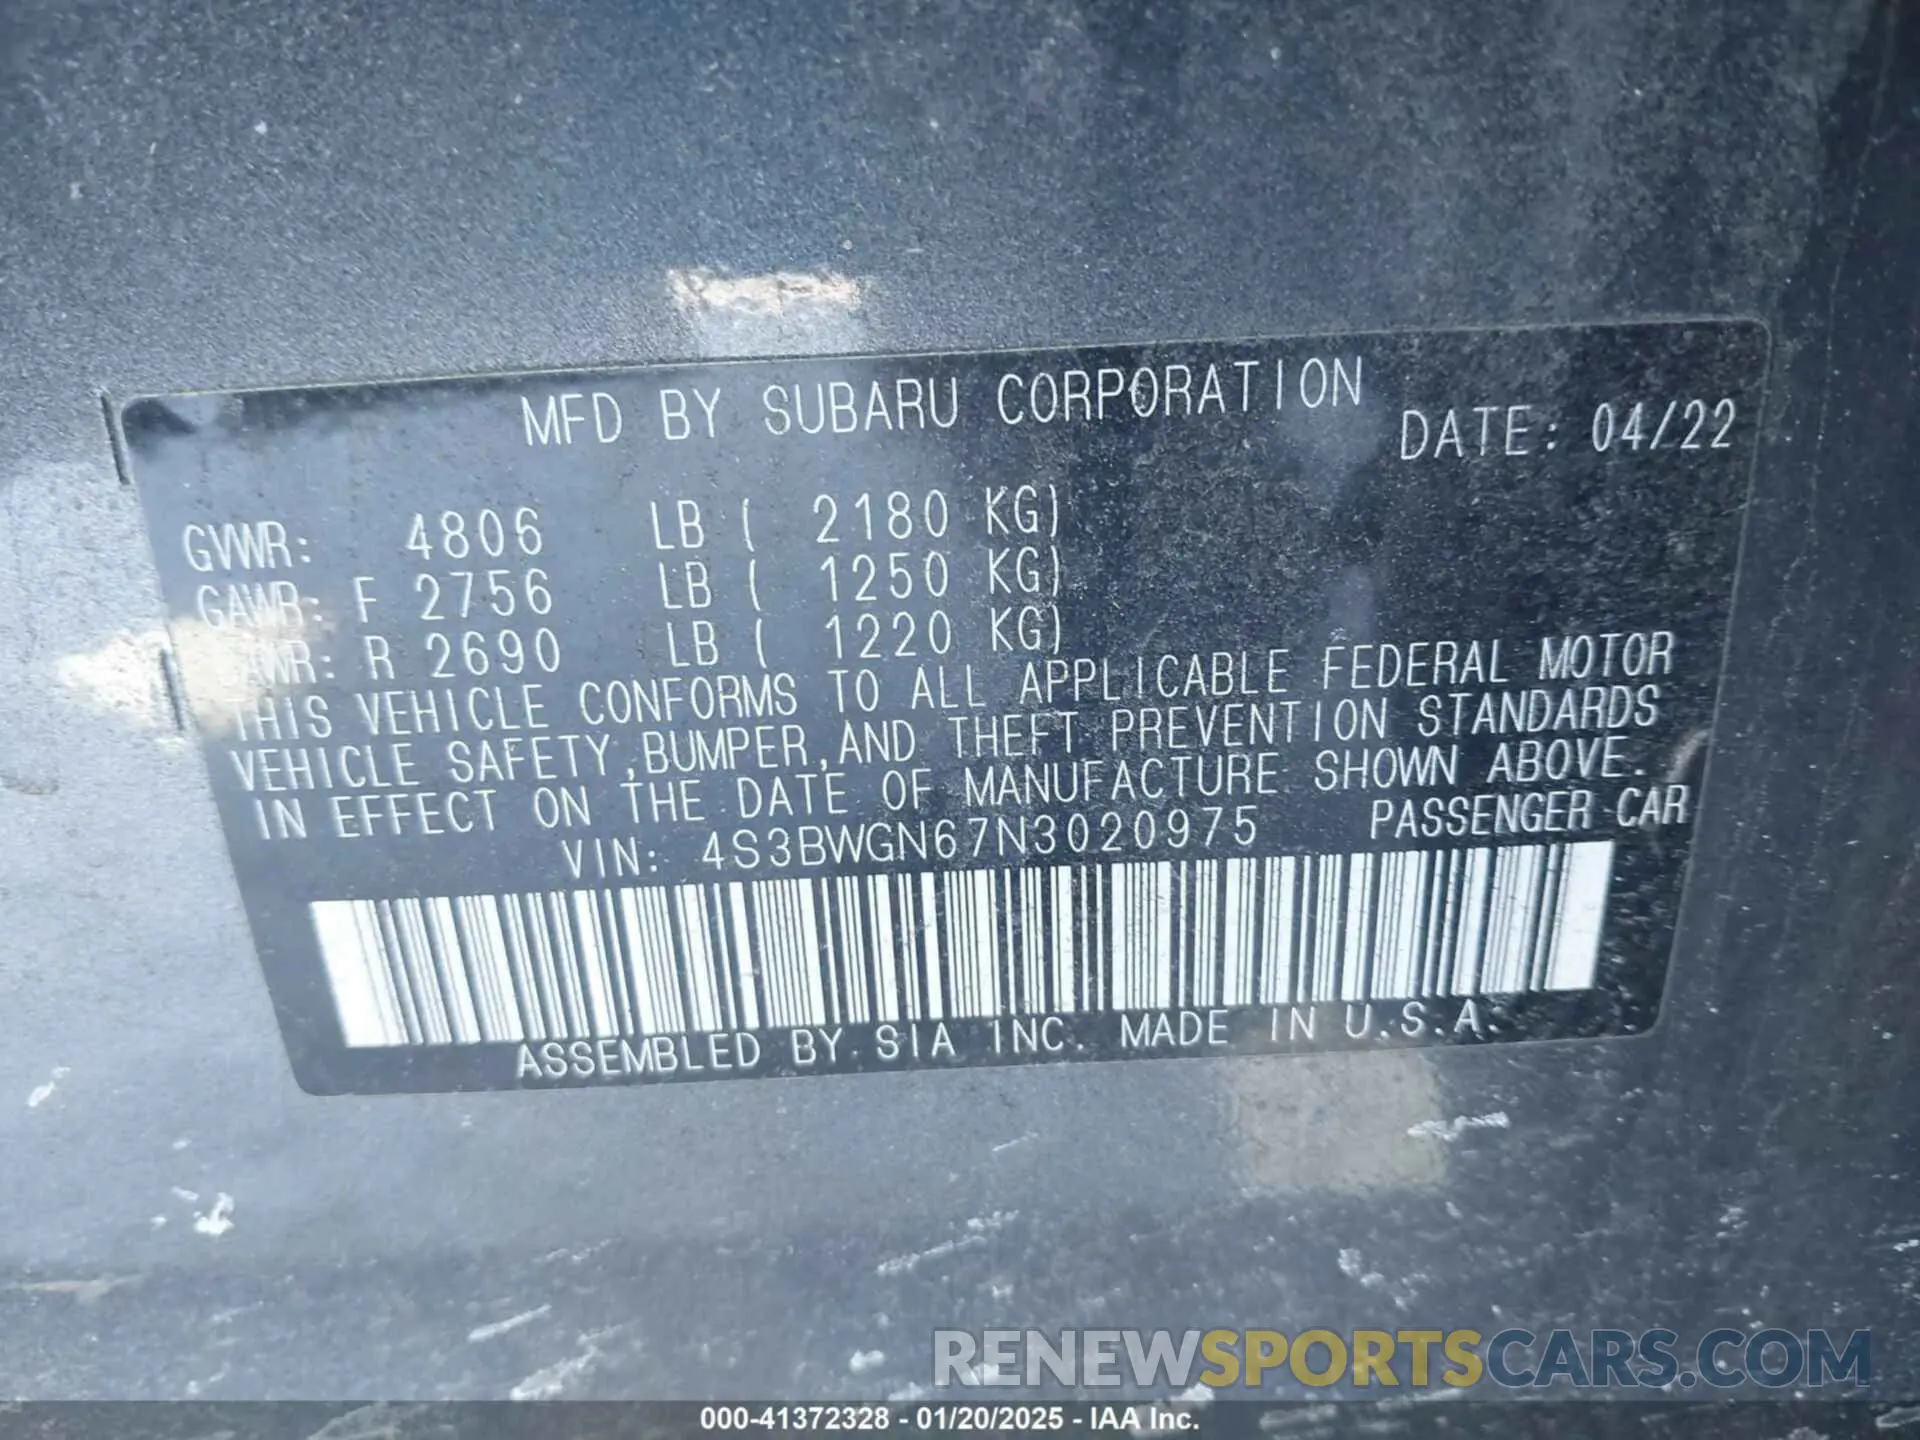 MFD BY SUBARU CORPORATION
DATE: 04/22
GVWR: 4806 LB ( 2180 KG)
GAWR: F 2756 LB ( 1250 KG)
GAWR: R 2690 LB ( 1220 KG)
THIS VEHICLE CONFORMS TO ALL APPLICABLE FEDERAL MOTOR
VEHICLE SAFETY,BUMPER,AND THEFT PREVENTION STANDARDS
IN EFFECT ON THE DATE OF MANUFACTURE SHOWN ABOVE.
VIN: 4S3BWGN67N3020975 PASSENGER CAR
ASSEMBLED BY SIA INC. MADE IN U.S.A.
RENEWSPORTSCARS.COM
000-41372328 - 01/20/2025 - IAA Inc.